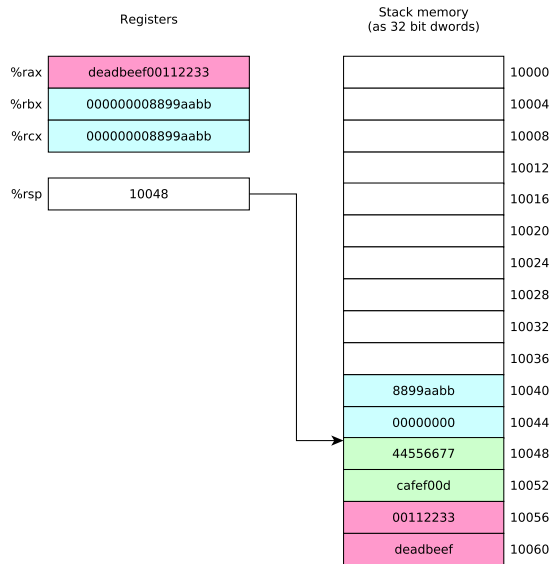 Registers
Stack memory
(as 32 bit dwords)
%rax deadbeef00112233
%rbx 000000008899aabb
%rcx 000000008899aabb
%rsp 10048
10000
10004
10008
10012
10016
10020
10024
10028
10032
10036
8899aabb 10040
00000000 10044
44556677 10048
cafef00d 10052
00112233 10056
deadbeef 10060